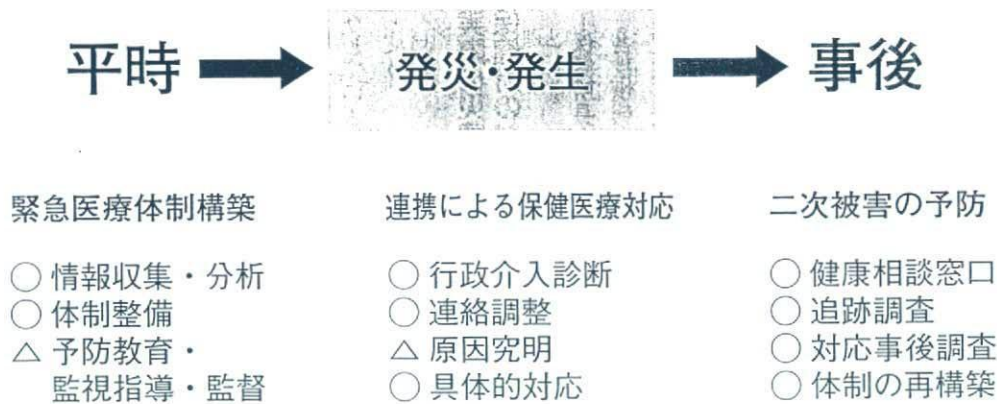 平時 → 発災・発生 → 事後
緊急医療体制構築
○ 情報収集・分析
○ 体制整備
△ 予防教育・
監視指導・監督
連携による保健医療対応
○ 行政介入診断
○ 連絡調整
△ 原因究明
○ 具体的対応
二次被害の予防
○ 健康相談窓口
○ 追跡調査
○ 対応事後調査
○ 体制の再構築